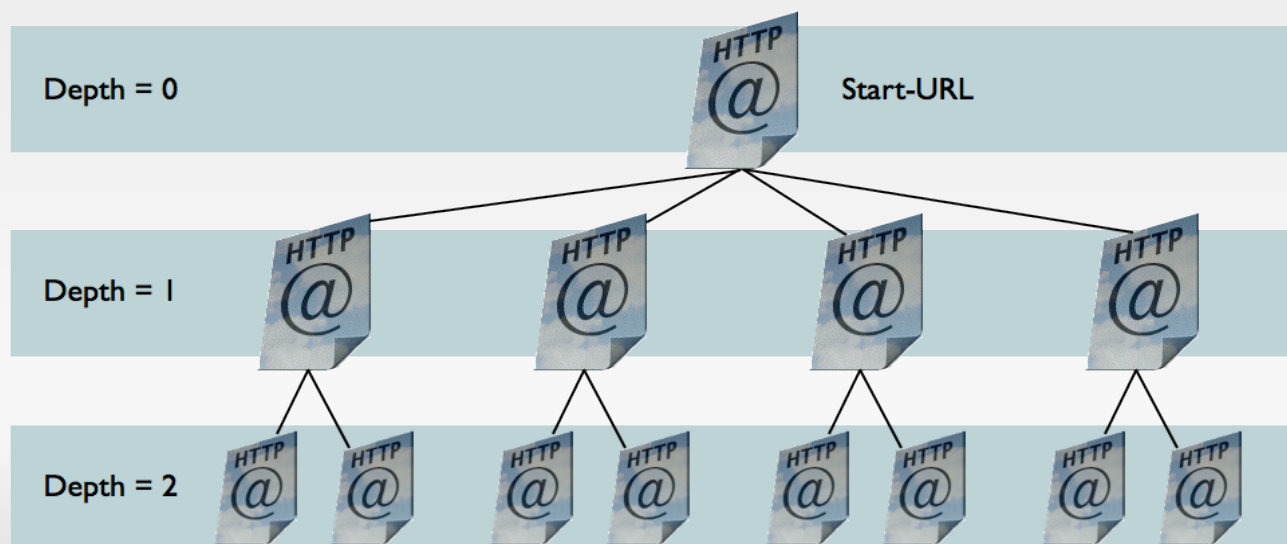 HTTP
@
Depth = 0
Start-URL
HTTP HTTP HTTP HTTP
@ @ @ @
Depth = 1
HTTP HTTP HTTP HTTP HTTP HTTP HTTP HTTP
@ @ @ @ @ @ @ @
Depth = 2